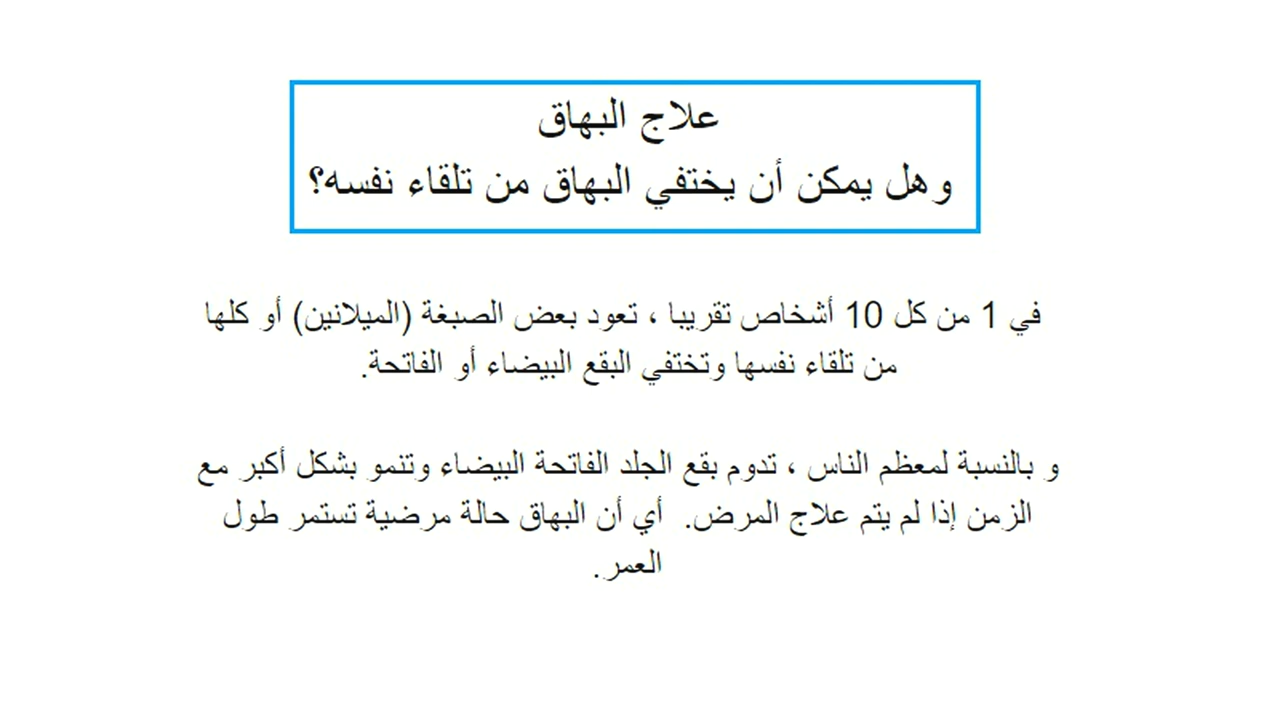 علاج البهاق
وهل يمكن أن يختفي البهاق من تلقاء نفسه؟
في 1 من كل 10 أشخاص تقريبا ، تعود بعض الصبغة (الميلانين) أو كلها
من تلقاء نفسها وتختفي البقع البيضاء أو الفاتحة.
و بالنسبة لمعظم الناس ، تدوم بقع الجلد الفاتحة البيضاء وتنمو بشكل أكبر مع
الزمن إذا لم يتم علاج المرض. أي أن البهاق حالة مرضية تستمر طول
العمر.